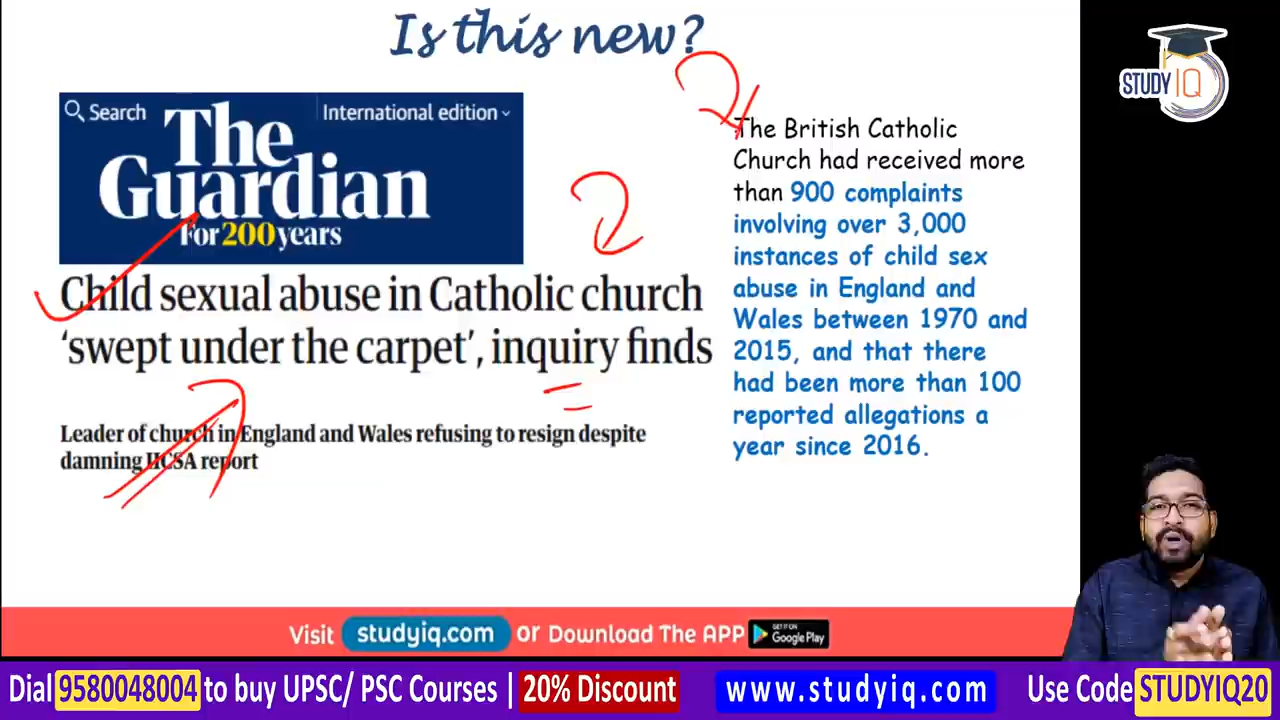 Is this new?
STUDY IQ
Search
International edition
The
Guardian
For 200 years
Child sexual abuse in Catholic church
‘swept under the carpet’, inquiry finds
Leader of church in England and Wales refusing to resign despite
damning IICSA report
The British Catholic
Church had received more
than 900 complaints
involving over 3,000
instances of child sex
abuse in England and
Wales between 1970 and
2015, and that there
had been more than 100
reported allegations a
year since 2016.
Visit studyiq.com or Download The APP GET IT ON Google Play
Dial 9580048004 to buy UPSC/ PSC Courses | 20% Discount www.studyiq.com Use Code STUDYIQ20